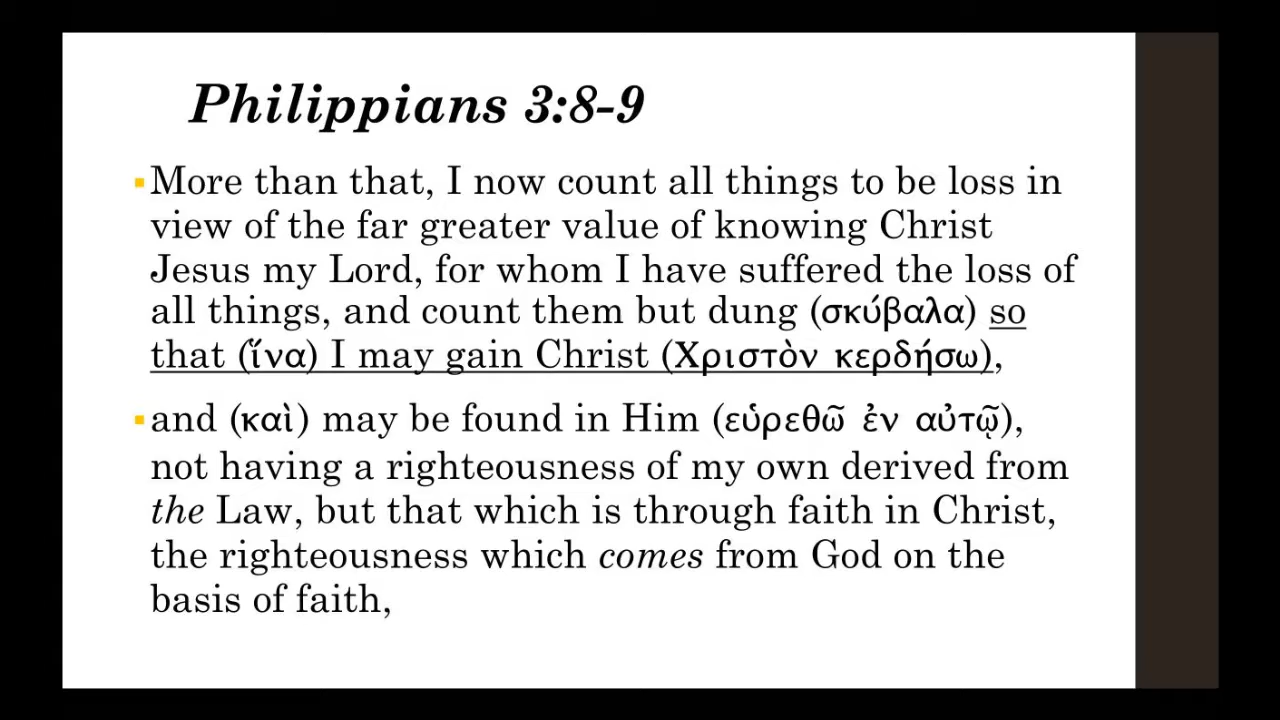 Philippians 3:8-9
▪More than that, I now count all things to be loss in
view of the far greater value of knowing Christ
Jesus my Lord, for whom I have suffered the loss of
all things, and count them but dung (σκύβαλα) so
that (ἵνα) I may gain Christ (Χριστὸν κερδήσω),
▪and (καὶ) may be found in Him (εὑρεθῶ ἐν αὐτῷ),
not having a righteousness of my own derived from
the Law, but that which is through faith in Christ,
the righteousness which comes from God on the
basis of faith,